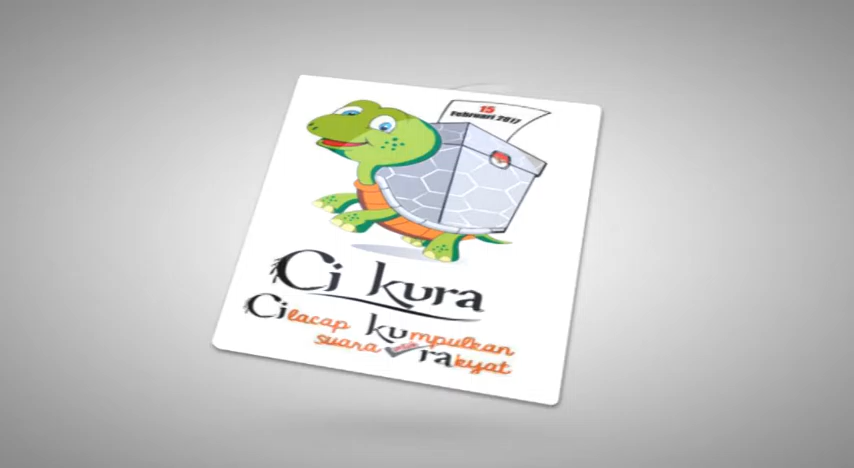 15
Februari 2017
Ci kura
Cilacap kumpulkan
suara rakyat